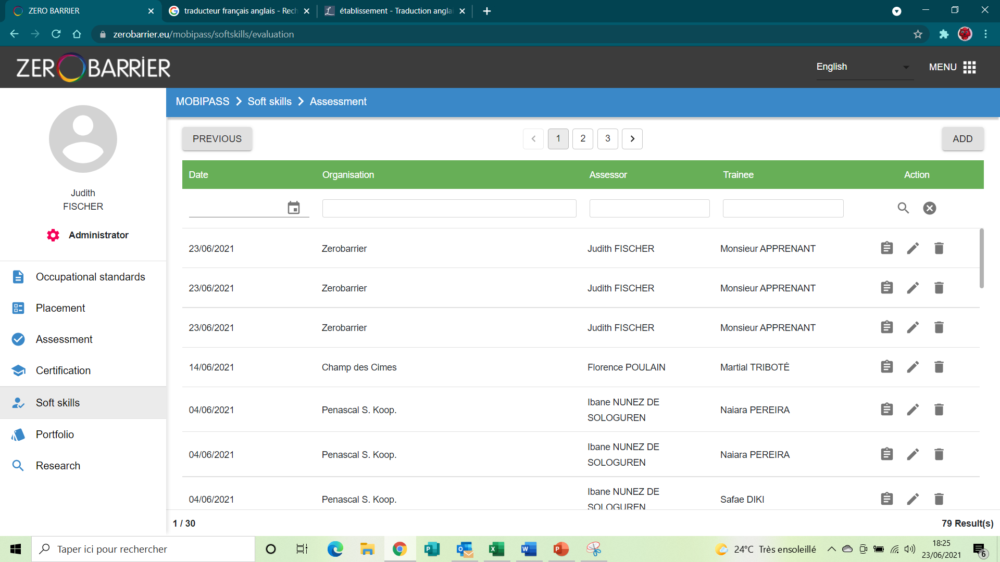 ZERO BARRIER
traducteur français anglais - Rech
établissement - Traduction anglai
zerobarrier.eu/mobipass/softskills/evaluation
ZEROBARRIER
English
MENU
MOBIPASS
Soft skills
Assessment
Judith
FISCHER
Administrator
Occupational standards
Placement
Assessment
Certification
Soft skills
Portfolio
Research
PREVIOUS
1
2
3
ADD
Date Organisation Assessor Trainee Action
23/06/2021 Zerobarrier Judith FISCHER Monsieur APPRENANT
23/06/2021 Zerobarrier Judith FISCHER Monsieur APPRENANT
23/06/2021 Zerobarrier Judith FISCHER Monsieur APPRENANT
14/06/2021 Champ des Cimes Florence POULAIN Martial TRIBOTÉ
04/06/2021 Penascal S. Koop. Ibane NUNEZ DE
SOLOGUREN Naiara PEREIRA
04/06/2021 Penascal S. Koop. Ibane NUNEZ DE
SOLOGUREN Naiara PEREIRA
04/06/2021 Penascal S. Koop. Ibane NUNEZ DE
SOLOGUREN Safae DIKI
1 / 30
79 Result(s)
Taper ici pour rechercher
24°C Très ensoleillé
18:25
23/06/2021
6